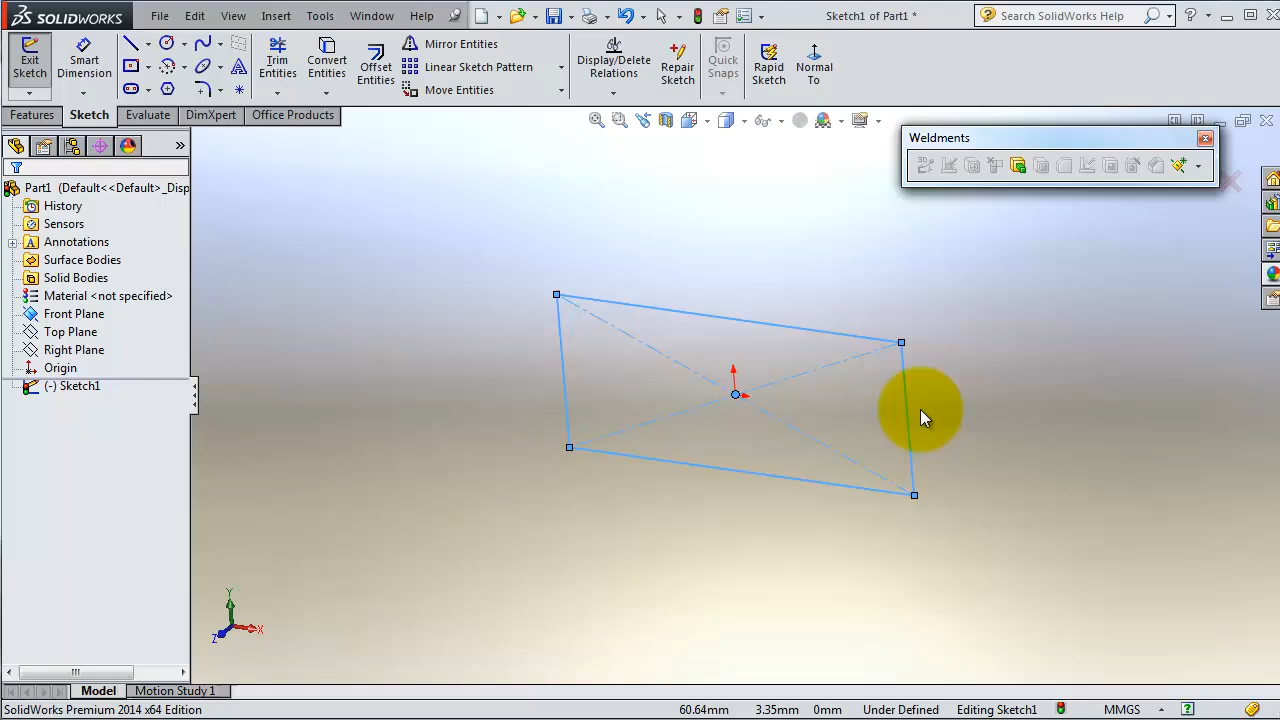 SOLIDWORKS File Edit View Insert Tools Window Help Sketch1 of Part1 * Search SolidWorks Help
Exit Sketch
Smart Dimension
Trim Entities
Convert Entities
Offset Entities
Mirror Entities
Linear Sketch Pattern
Move Entities
Display/Delete Relations
Repair Sketch
Quick Snaps
Rapid Sketch
Normal To
Features Sketch Evaluate DimXpert Office Products
Weldments
Part1 (Default<<Default>_Disp
History
Sensors
Annotations
Surface Bodies
Solid Bodies
Material <not specified>
Front Plane
Top Plane
Right Plane
Origin
(-) Sketch1
Y
X
Z
Model Motion Study 1
SolidWorks Premium 2014 x64 Edition 60.64mm 3.35mm 0mm Under Defined Editing Sketch1 MMGS